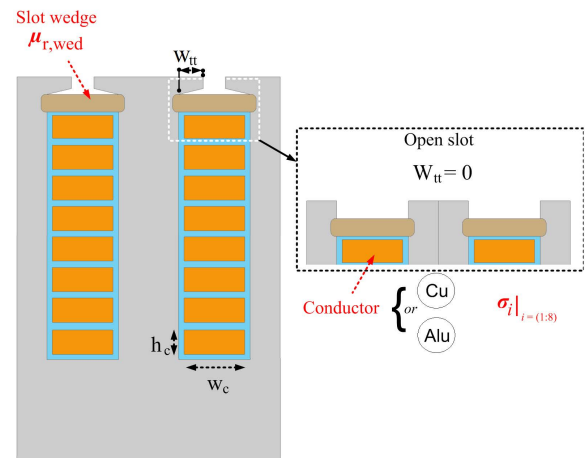 Slot wedge
μr,wed
Wtt
Open slot
Wtt = 0
Conductor
{ or
Cu
Alu
σi|i = (1:8)
hc
wc